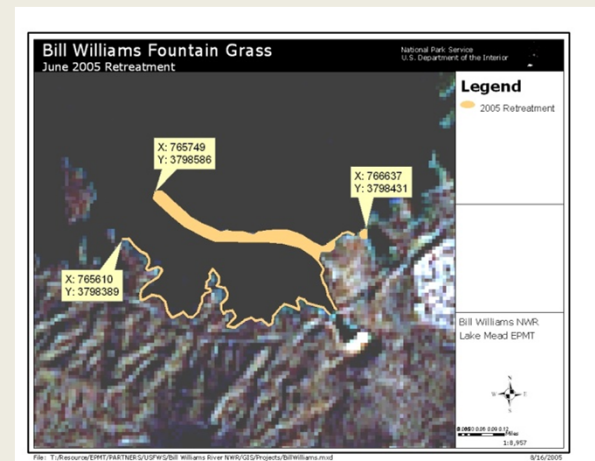 Bill Williams Fountain Grass
June 2005 Retreatment
National Park Service
U.S. Department of the Interior
Legend
2005 Retreatment
X: 765749
Y: 3798586
X: 766637
Y: 3798431
X: 765610
Y: 3798389
Bill Williams NWR
Lake Mead EPMT
N
W
E
S
Miles
1:8,957
File: T:/Resource/EPMT/PARTNERS/USFWS/Bill Williams River NWR/GIS/Projects/BillWilliams.mxd
8/16/2005